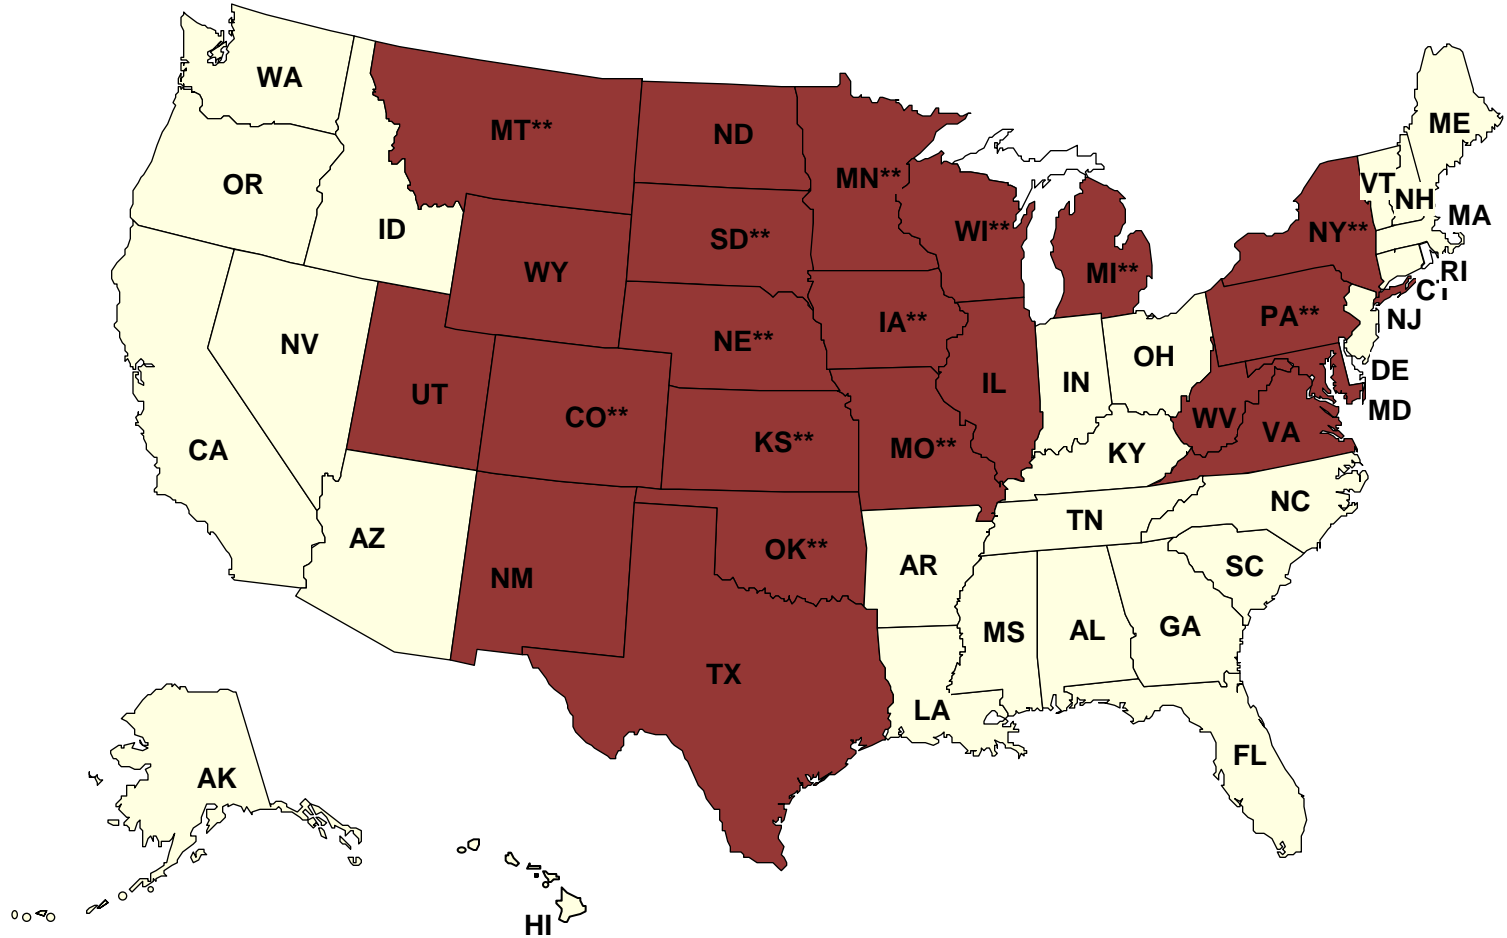 WA
ME
MT**
ND
MN**
OR
VT
NH
MA
ID
SD**
WI**
NY**
WY
MI**
RI
CT
NV
NE**
IA**
PA**
NJ
OH
DE
UT
IN
IL
MD
CO**
WV
VA
CA
KS**
MO**
KY
NC
AZ
TN
OK**
AR
SC
NM
MS
AL
GA
TX
LA
FL
AK
HI